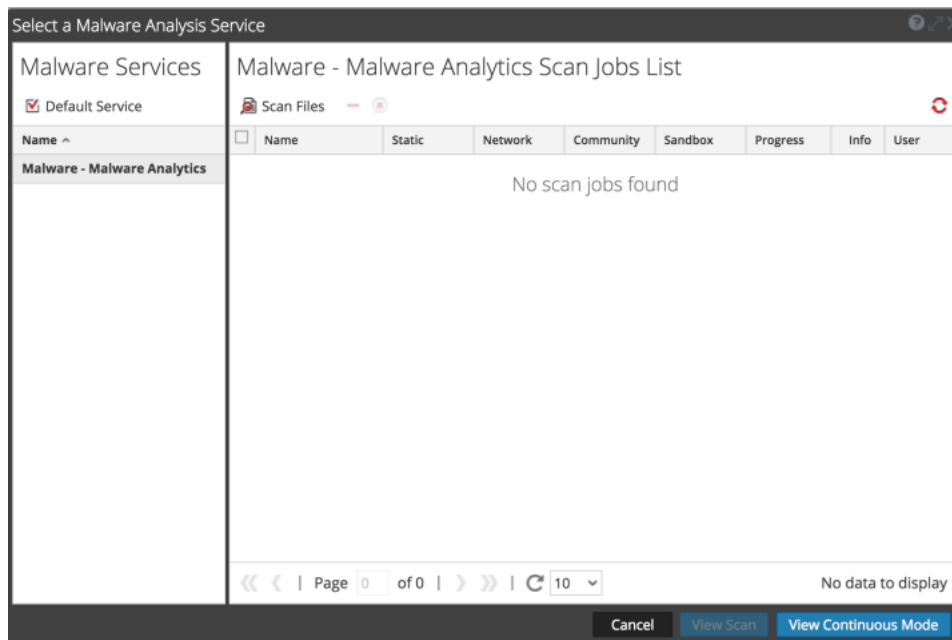 Select a Malware Analysis Service
Malware Services
Default Service
Name
Malware - Malware Analytics
Malware - Malware Analytics Scan Jobs List
Scan Files
Name Static Network Community Sandbox Progress Info User
No scan jobs found
Page 0 of 0 | 10 No data to display
Cancel View Scan View Continuous Mode